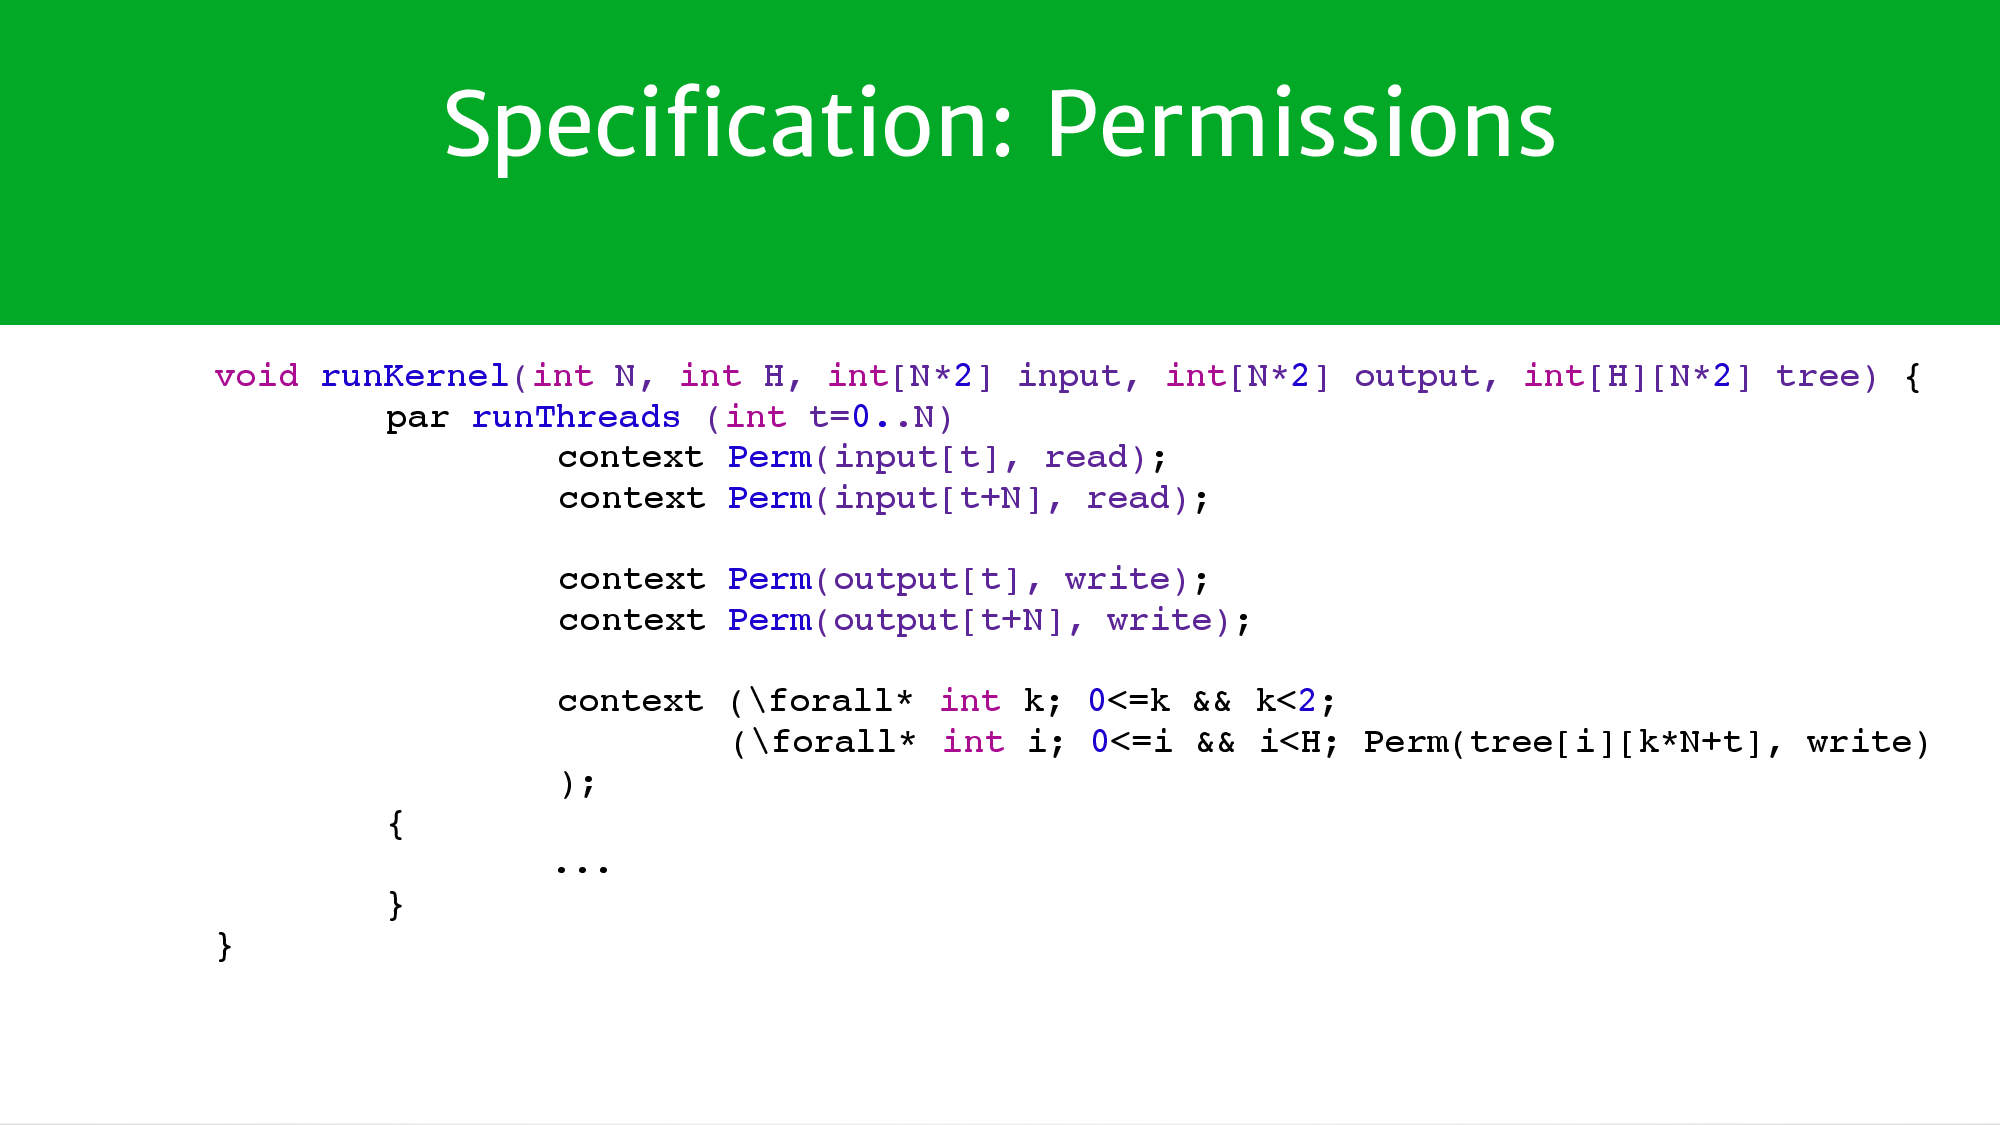 Specification: Permissions
void runKernel(int N, int H, int[N*2] input, int[N*2] output, int[H][N*2] tree) {
par runThreads (int t=0..N)
context Perm(input[t], read);
context Perm(input[t+N], read);
context Perm(output[t], write);
context Perm(output[t+N], write);
context (\forall* int k; 0<=k && k<2;
(\forall* int i; 0<=i && i<H; Perm(tree[i][k*N+t], write)
);
{
...
}
}